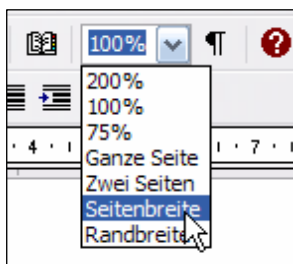 100%
¶ ?
200%
100%
75%
Ganze Seite
· 4 · ı · 7 ·
Zwei Seiten
Seitenbreite
Randbreite